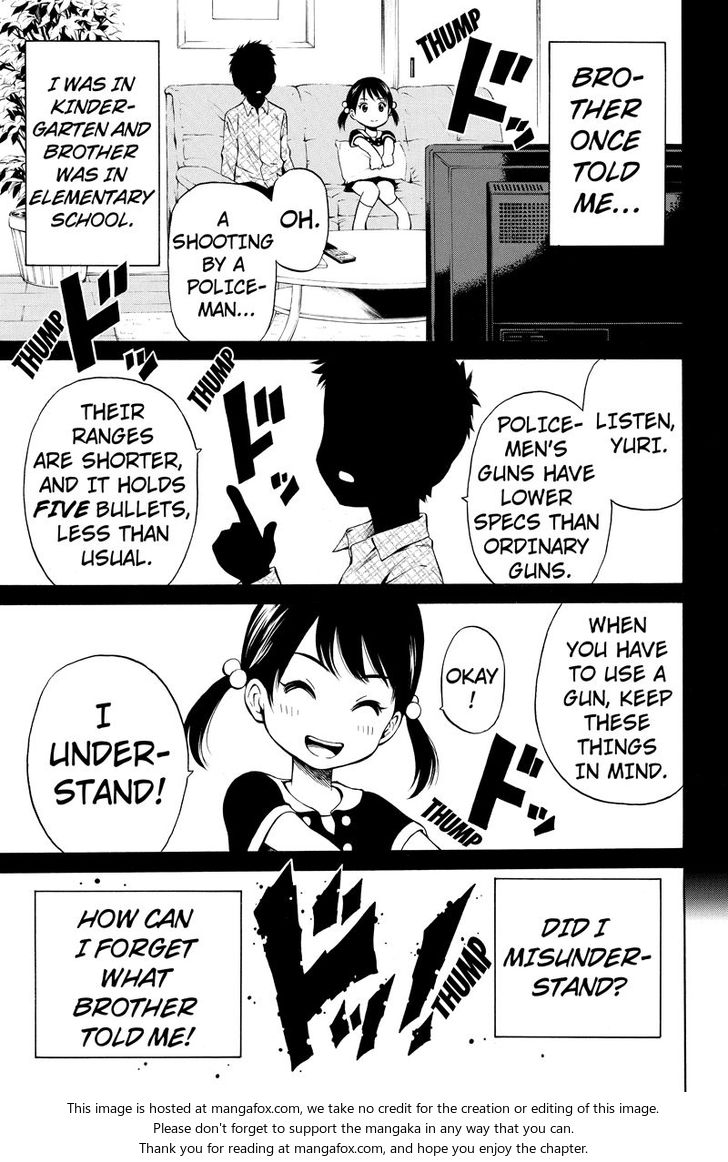 BRO-
THER
ONCE
TOLD
ME...
THUMP
ドッ
I WAS IN
KINDER-
GARTEN AND
BROTHER
WAS IN
ELEMENTARY
SCHOOL.
OH.
A
SHOOTING
BY A
POLICE-
MAN...
THUMP
ドッ
LISTEN,
YURI.
POLICE-
MEN'S
GUNS HAVE
LOWER
SPECS THAN
ORDINARY
GUNS.
THUMP
ドッ
THEIR
RANGES
ARE SHORTER,
AND IT HOLDS
FIVE BULLETS,
LESS THAN
USUAL.
WHEN
YOU HAVE
TO USE A
GUN, KEEP
THESE
THINGS
IN MIND.
OKAY
!
I
UNDER-
STAND!
THUMP
ドッ
DID I
MISUNDER-
STAND?
THUMP
ドッ!
HOW CAN
I FORGET
WHAT
BROTHER
TOLD ME!
This image is hosted at mangafox.com, we take no credit for the creation or editing of this image.
Please don't forget to support the mangaka in any way that you can.
Thank you for reading at mangafox.com, and hope you enjoy the chapter.